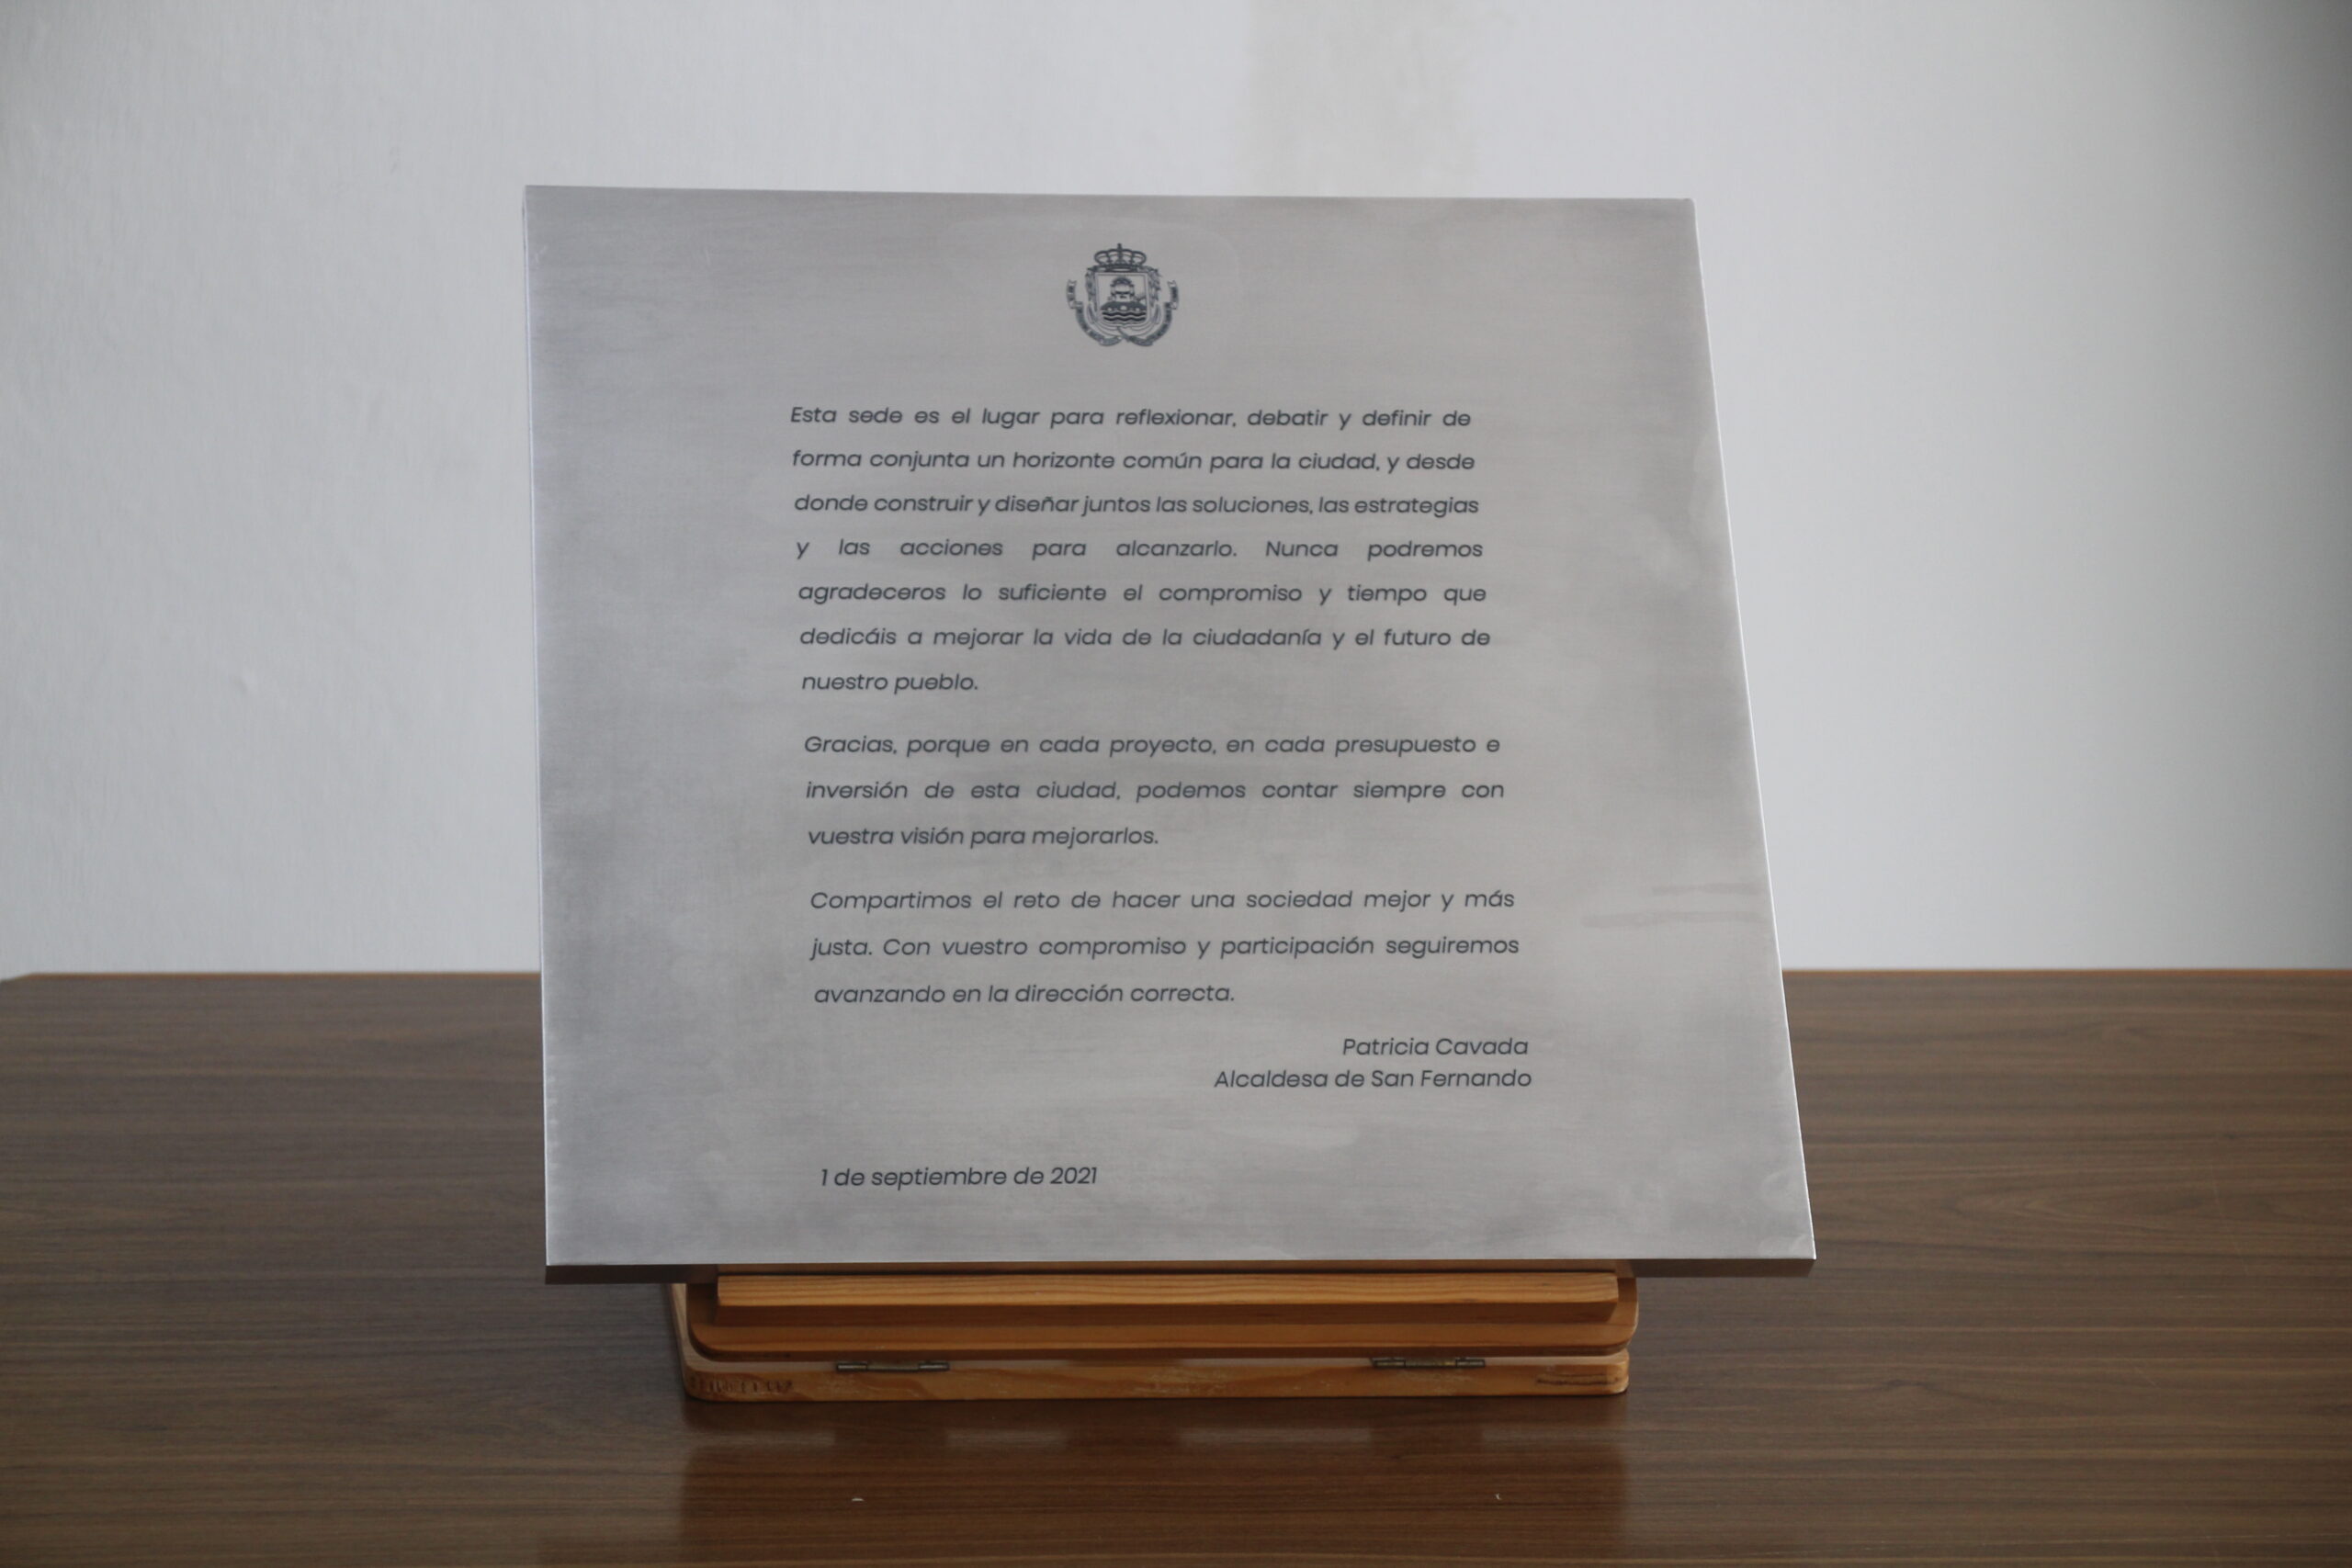 Esta sede es el lugar para reflexionar, debatir y definir de
forma conjunta un horizonte común para la ciudad, y desde
donde construir y diseñar juntos las soluciones, las estrategias
y las acciones para alcanzarlo. Nunca podremos
agradeceros lo suficiente el compromiso y tiempo que
dedicáis a mejorar la vida de la ciudadanía y el futuro de
nuestro pueblo.
Gracias, porque en cada proyecto, en cada presupuesto e
inversión de esta ciudad, podemos contar siempre con
vuestra visión para mejorarlos.
Compartimos el reto de hacer una sociedad mejor y más
justa. Con vuestro compromiso y participación seguiremos
avanzando en la dirección correcta.
Patricia Cavada
Alcaldesa de San Fernando
1 de septiembre de 2021